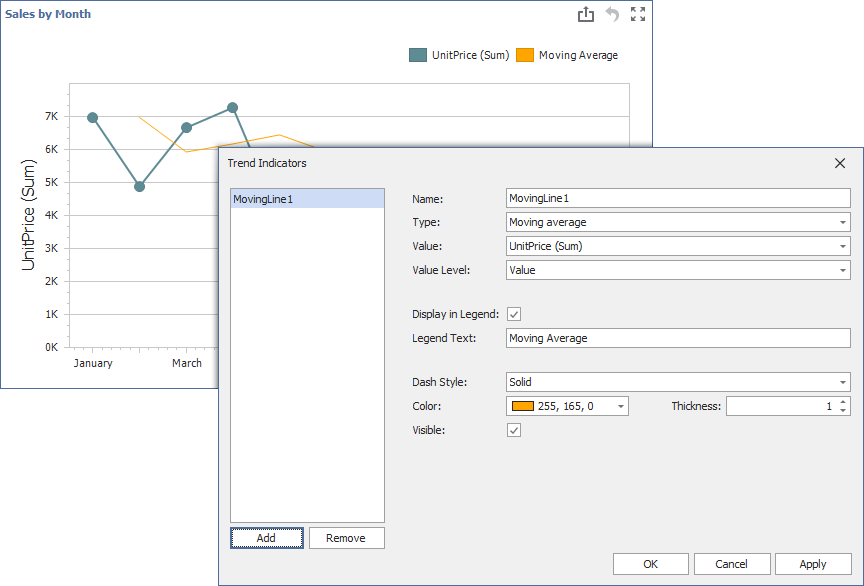 Sales by Month
UnitPrice (Sum) Moving Average
7K
6K
5K
4K
3K
2K
1K
0K
UnitPrice (Sum)
January March
Trend Indicators
MovingLine1
Name: MovingLine1
Type: Moving average
Value: UnitPrice (Sum)
Value Level: Value
Display in Legend:
Legend Text: Moving Average
Dash Style: Solid
Color: 255, 165, 0 Thickness: 1
Visible:
Add Remove
OK Cancel Apply